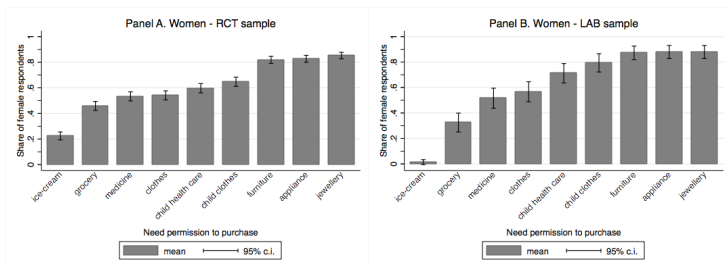 Panel A. Women - RCT sample
Share of female respondents
0 .2 .4 .6 .8 1
ice-cream grocery medicine clothes child health care child clothes furniture appliance jewellery
Need permission to purchase
mean 95% c.i.
Panel B. Women - LAB sample
Share of female respondents
0 .2 .4 .6 .8 1
ice-cream grocery medicine clothes child health care child clothes furniture appliance jewellery
Need permission to purchase
mean 95% c.i.